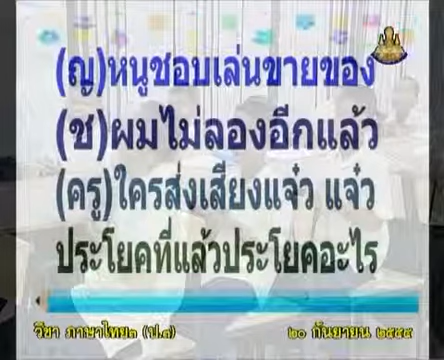 (ญ)หนูชอบเล่นขายของ
(ช)ผมไม่ลองอีกแล้ว
(ครู)ใครส่งเสียงแจ๋ว แจ๋ว
ประโยคที่แล้วประโยคอะไร
วิชา ภาษาไทย๓ (ป.๓)
๒๐ กันยายน ๒๕๕๕